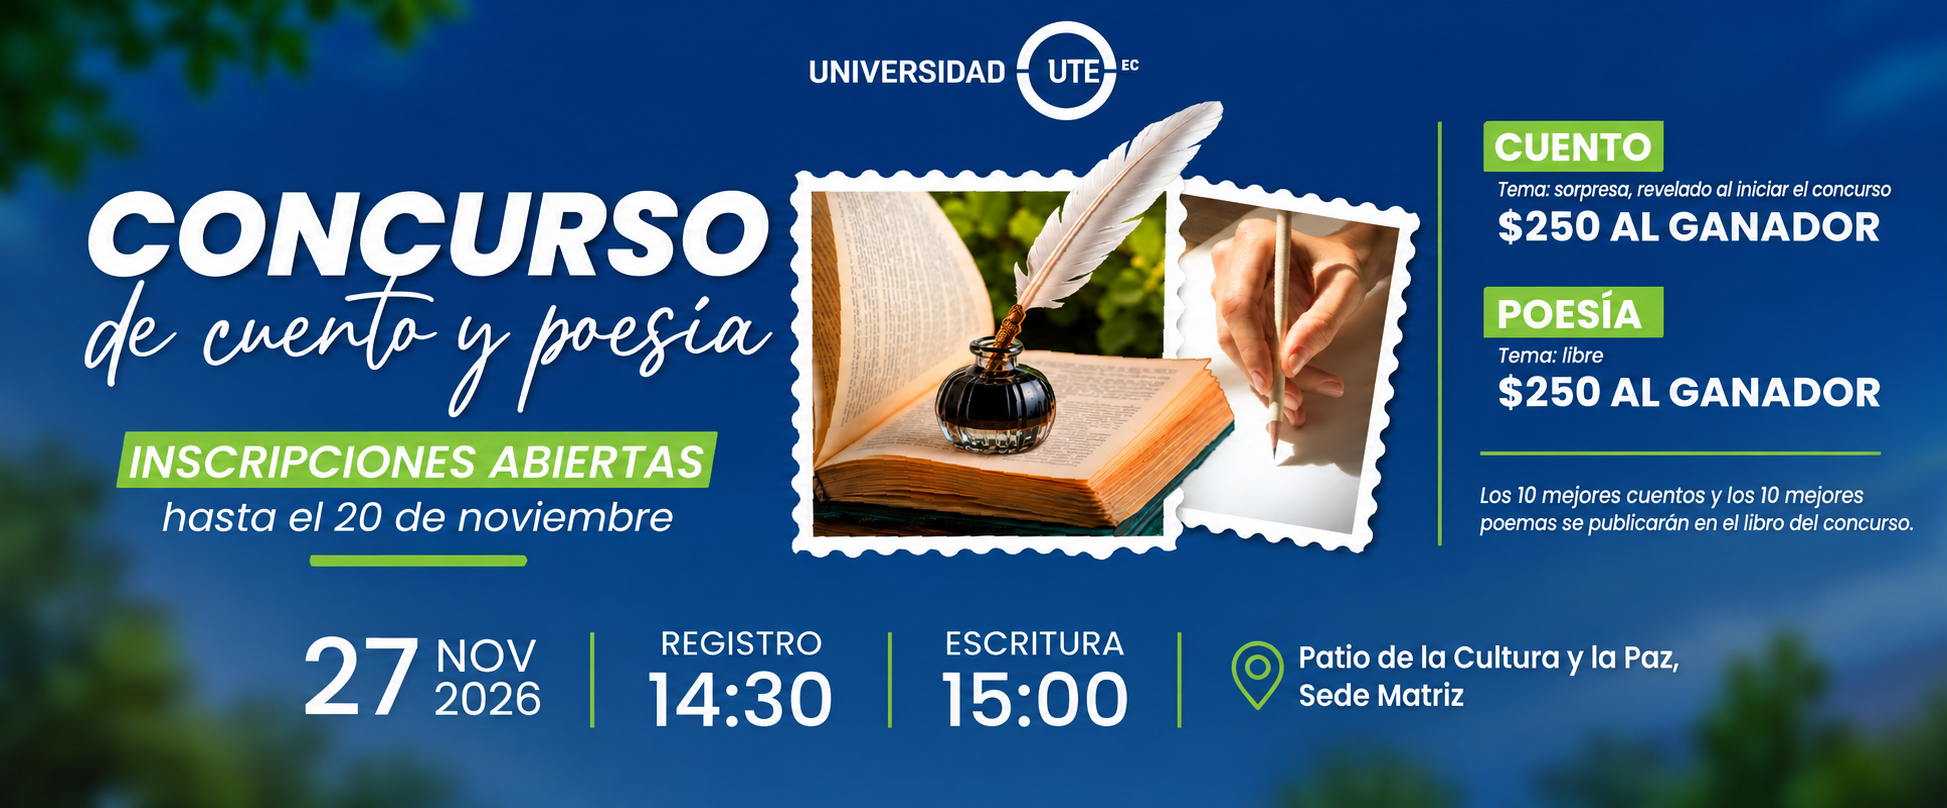 UNIVERSIDAD UTE EC
CONCURSO
de cuento y poesía
INSCRIPCIONES ABIERTAS
hasta el 20 de noviembre
CUENTO
Tema: sorpresa, revelado al iniciar el concurso
$250 AL GANADOR
POESÍA
Tema: libre
$250 AL GANADOR
Los 10 mejores cuentos y los 10 mejores
poemas se publicarán en el libro del concurso.
27 NOV
2026
REGISTRO
14:30
ESCRITURA
15:00
Patio de la Cultura y la Paz,
Sede Matriz